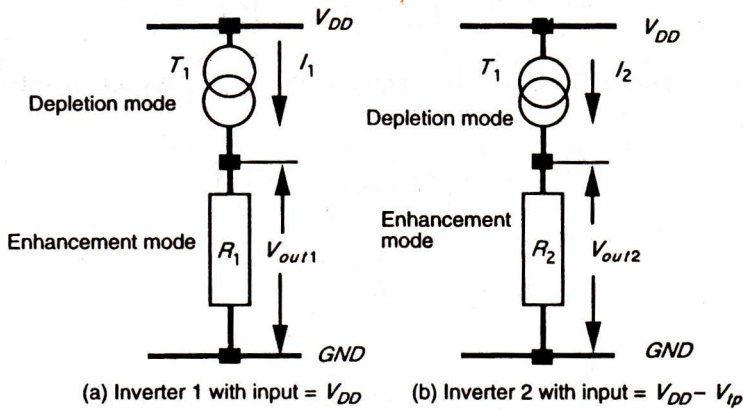 V_DD
T_1
I_1
Depletion mode
Enhancement mode
R_1
V_out1
GND
(a) Inverter 1 with input = V_DD
V_DD
T_1
I_2
Depletion mode
Enhancement
mode
R_2
V_out2
GND
(b) Inverter 2 with input = V_DD – V_tp